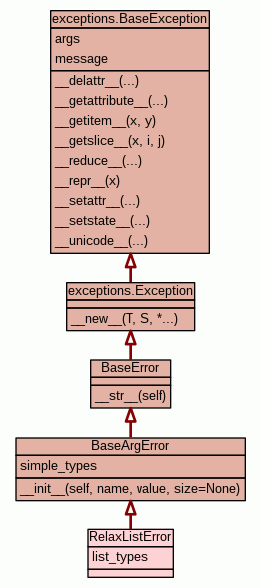 exceptions.BaseException
args
message
__delattr__(...)
__getattribute__(...)
__getitem__(x, y)
__getslice__(x, i, j)
__reduce__(...)
__repr__(x)
__setattr__(...)
__setstate__(...)
__unicode__(...)
exceptions.Exception
__new__(T, S, *...)
BaseError
__str__(self)
BaseArgError
simple_types
__init__(self, name, value, size=None)
RelaxListError
list_types